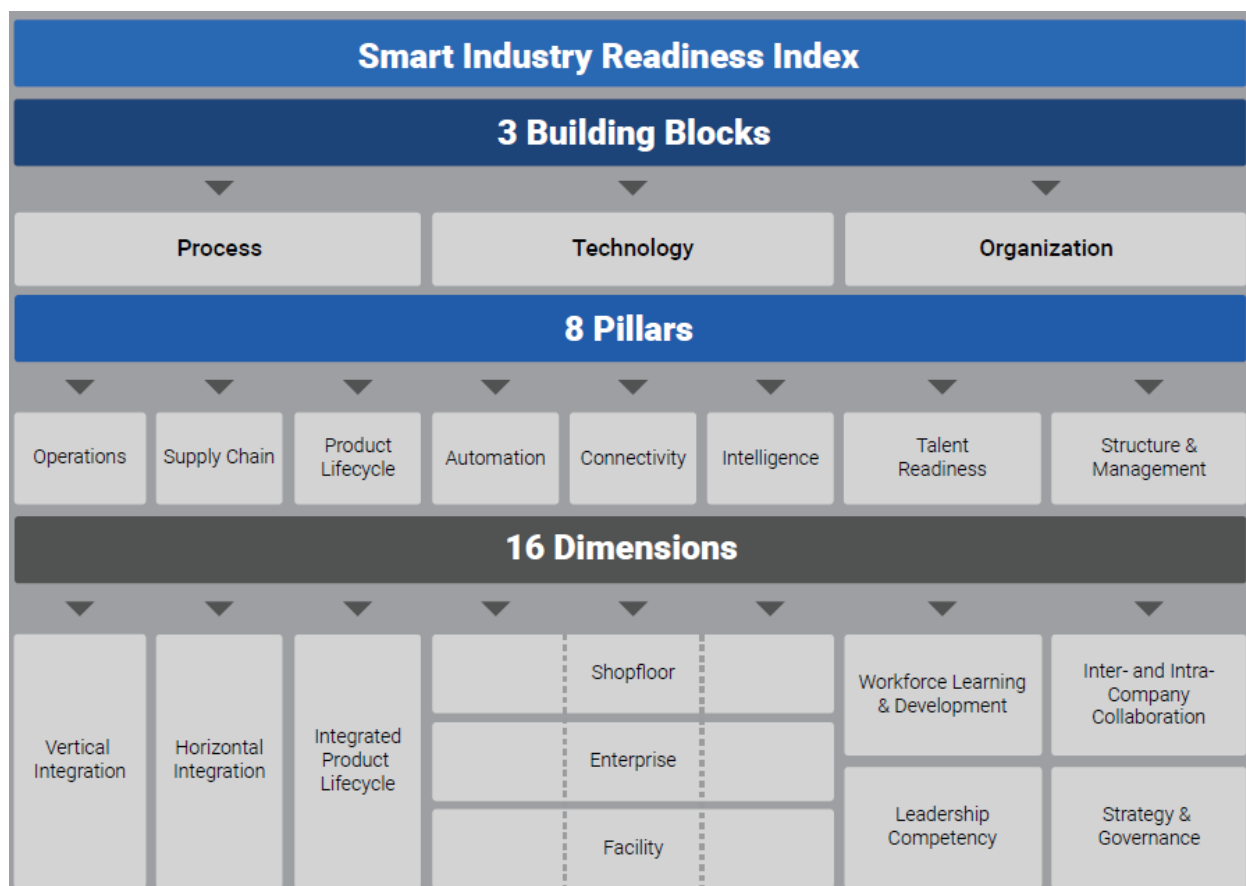 Smart Industry Readiness Index
3 Building Blocks
Process
Technology
Organization
8 Pillars
Operations
Supply Chain
Product
Lifecycle
Automation
Connectivity
Intelligence
Talent
Readiness
Structure &
Management
16 Dimensions
Vertical
Integration
Horizontal
Integration
Integrated
Product
Lifecycle
Shopfloor
Enterprise
Facility
Workforce Learning
& Development
Leadership
Competency
Inter- and Intra-
Company
Collaboration
Strategy &
Governance